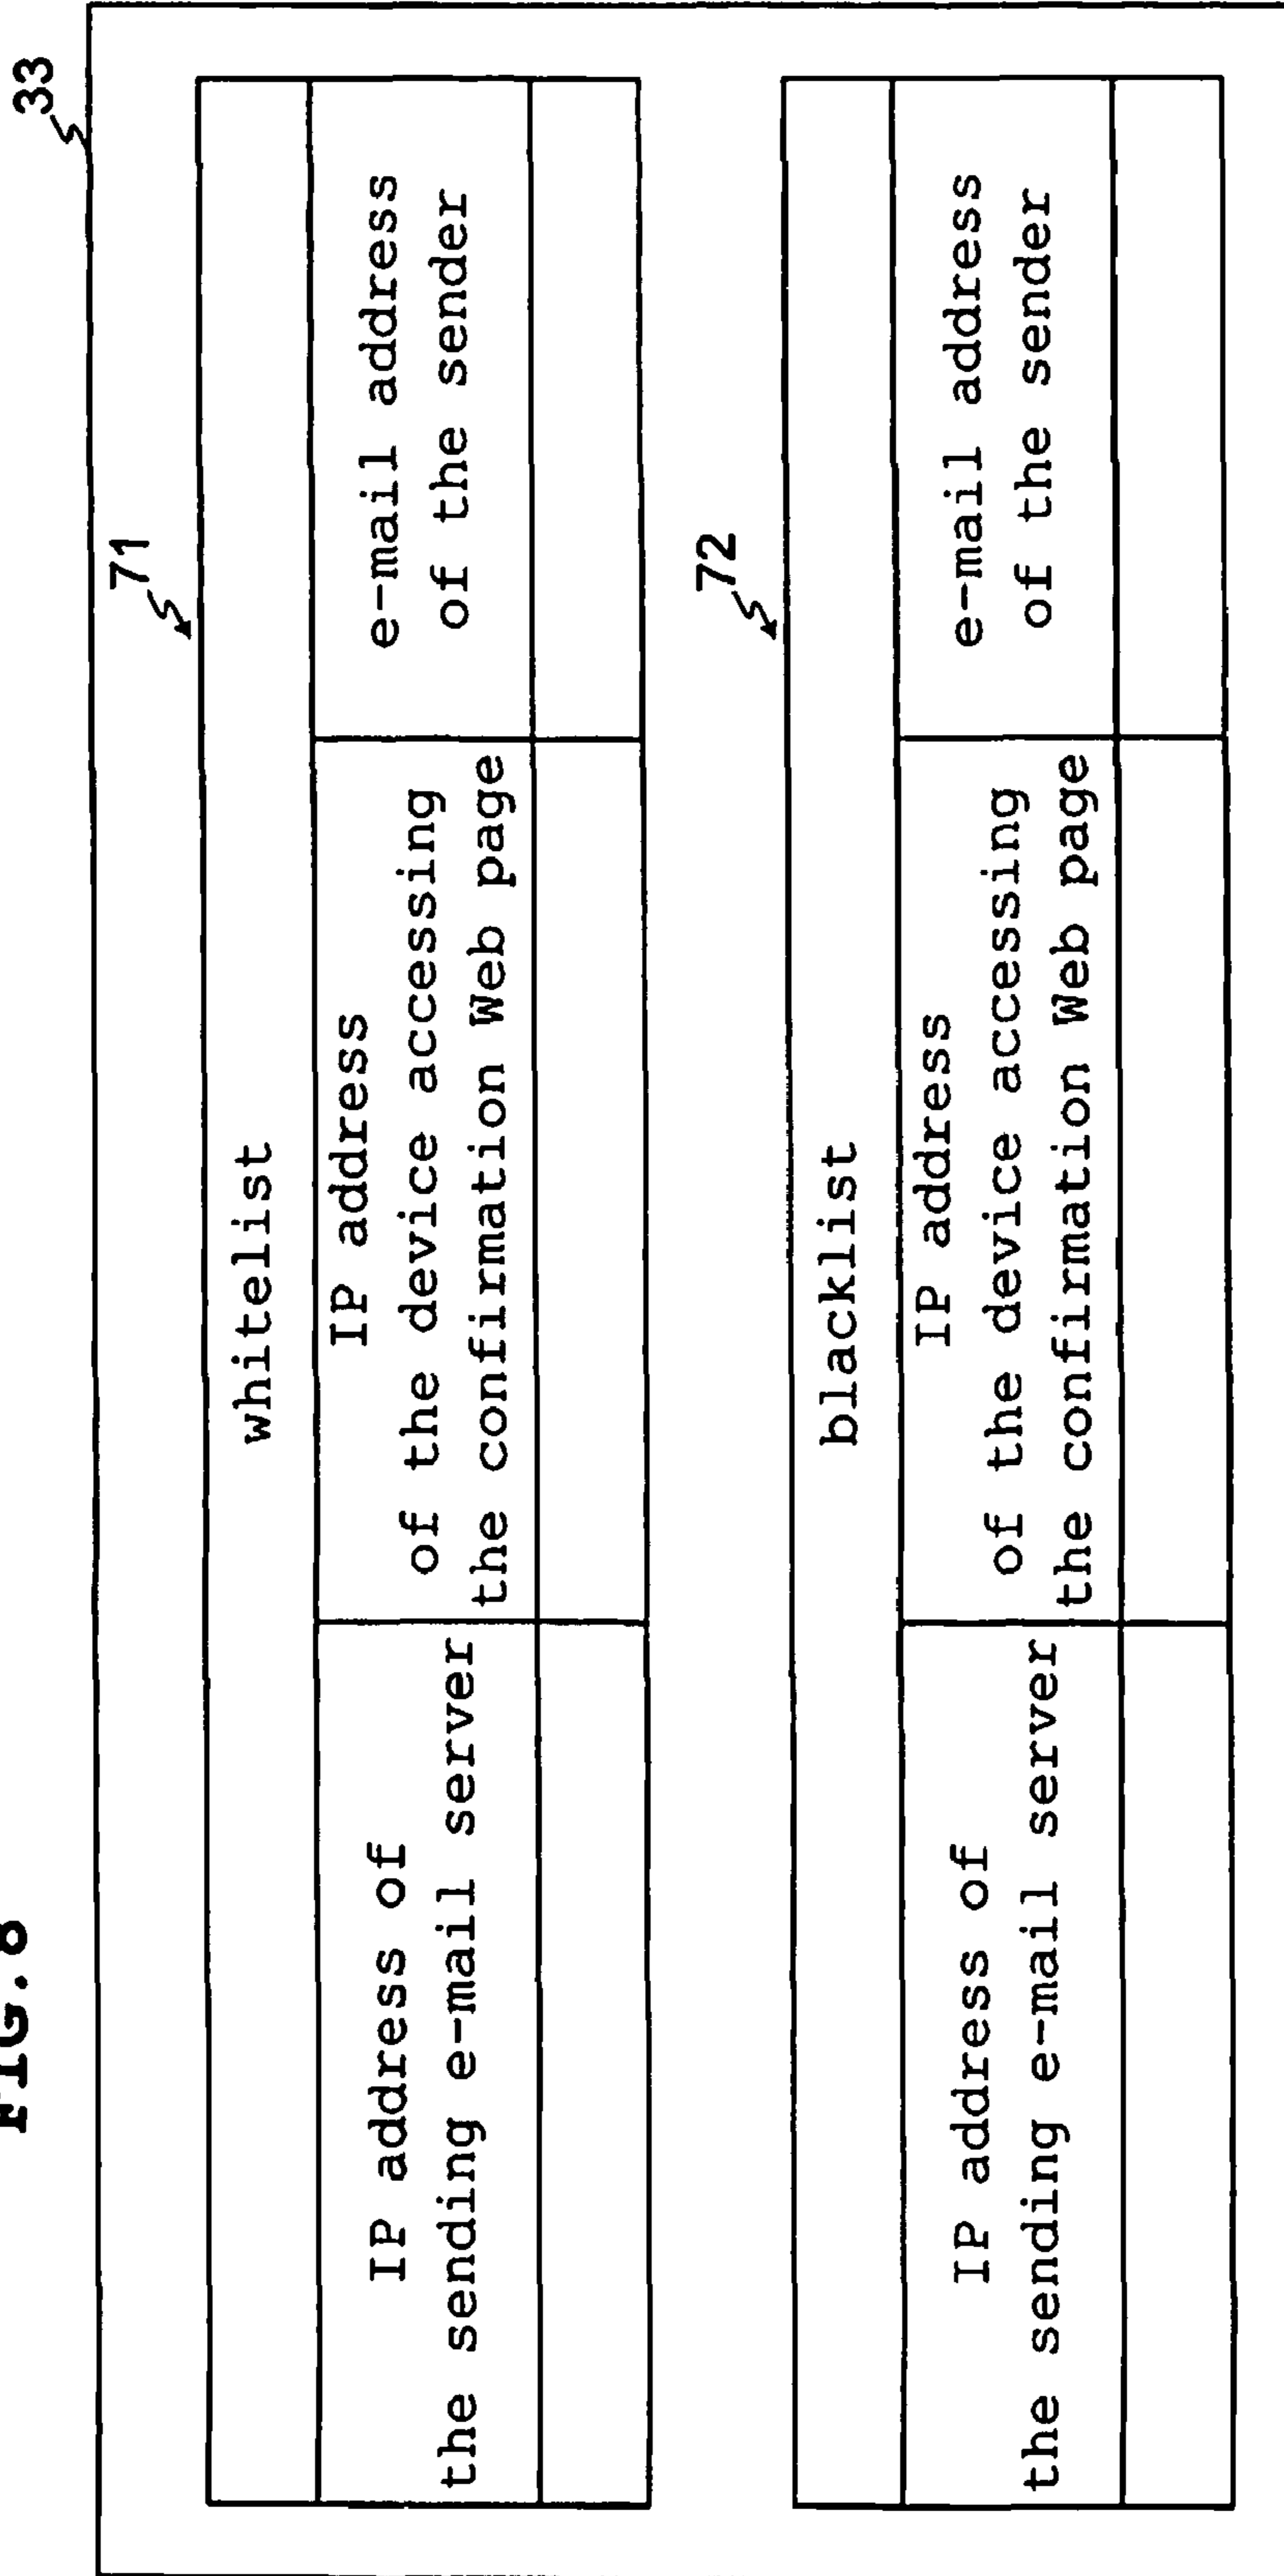 FIG.8
33
71
whitelist
IP address of
the sending e-mail server
IP address
of the device accessing
the confirmation Web page
e-mail address
of the sender
72
blacklist
IP address of
the sending e-mail server
IP address
of the device accessing
the confirmation Web page
e-mail address
of the sender